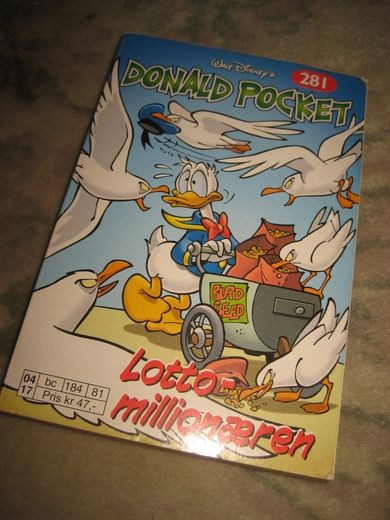 Walt Disney's
DONALD POCKET
281
BIRD
SEED
Lotto-
millionæren
04
17
bc 184 81
Pris kr 47,-